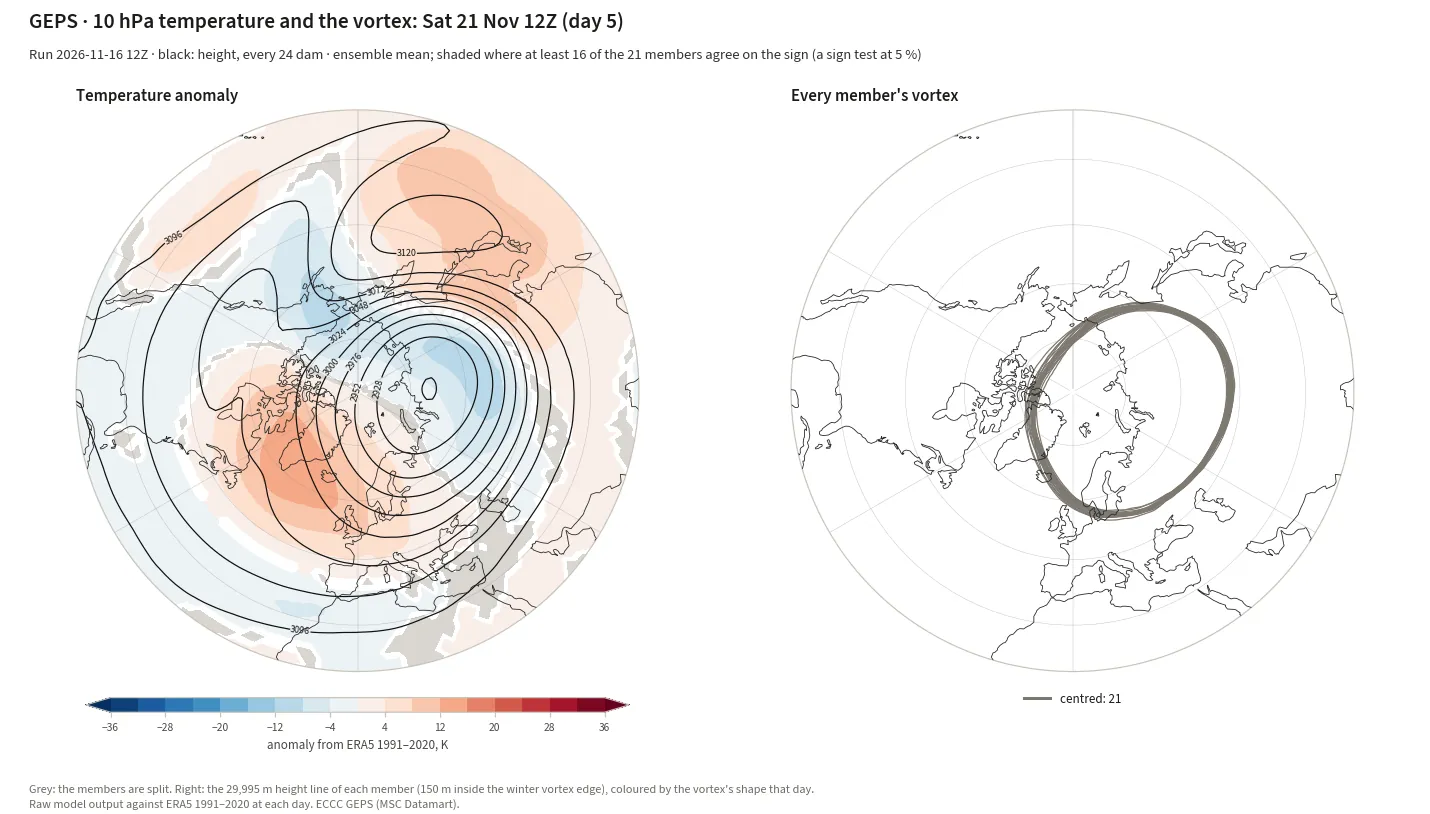 GEPS · 10 hPa temperature and the vortex: Sat 21 Nov 12Z (day 5)
Run 2026-11-16 12Z · black: height, every 24 dam · ensemble mean; shaded where at least 16 of the 21 members agree on the sign (a sign test at 5 %)
Temperature anomaly
Every member's vortex
3096
3120
3072
3048
3024
3000
2976
2952
2928
3096
−36 −28 −20 −12 −4 4 12 20 28 36
anomaly from ERA5 1991–2020, K
centred: 21
Grey: the members are split. Right: the 29,995 m height line of each member (150 m inside the winter vortex edge), coloured by the vortex's shape that day.
Raw model output against ERA5 1991–2020 at each day. ECCC GEPS (MSC Datamart).